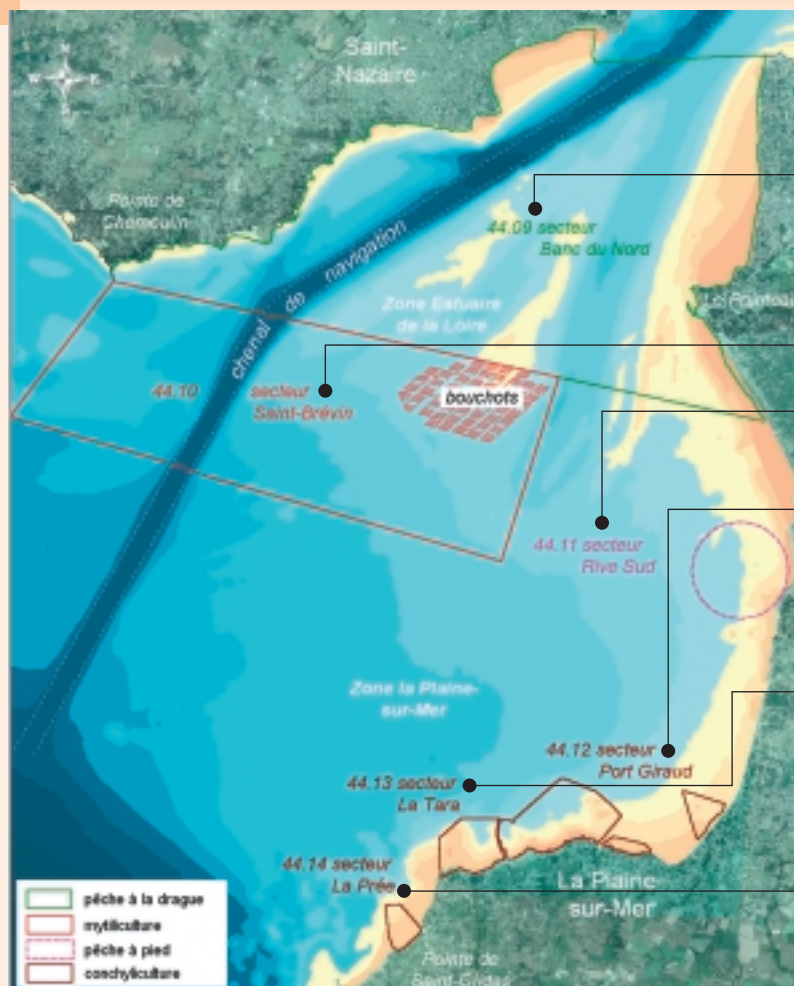 Saint-
Nazaire
N
W E
S
Pointe de
Chemoulin
44.09 secteur
Banc du Nord
chenal de navigation
Zone Estuaire
de la Loire
Le Pointeau
44.10 secteur
Saint-Brévin
bouchots
44.11 secteur
Rive Sud
Zone la Plaine-
sur-Mer
44.12 secteur
Port Giraud
44.13 secteur
La Tara
44.14 secteur
La Prée
La Plaine-
sur-Mer
Pointe de
Saint-Gildas
pêche à la drague
mytiliculture
pêche à pied
conchyliculture